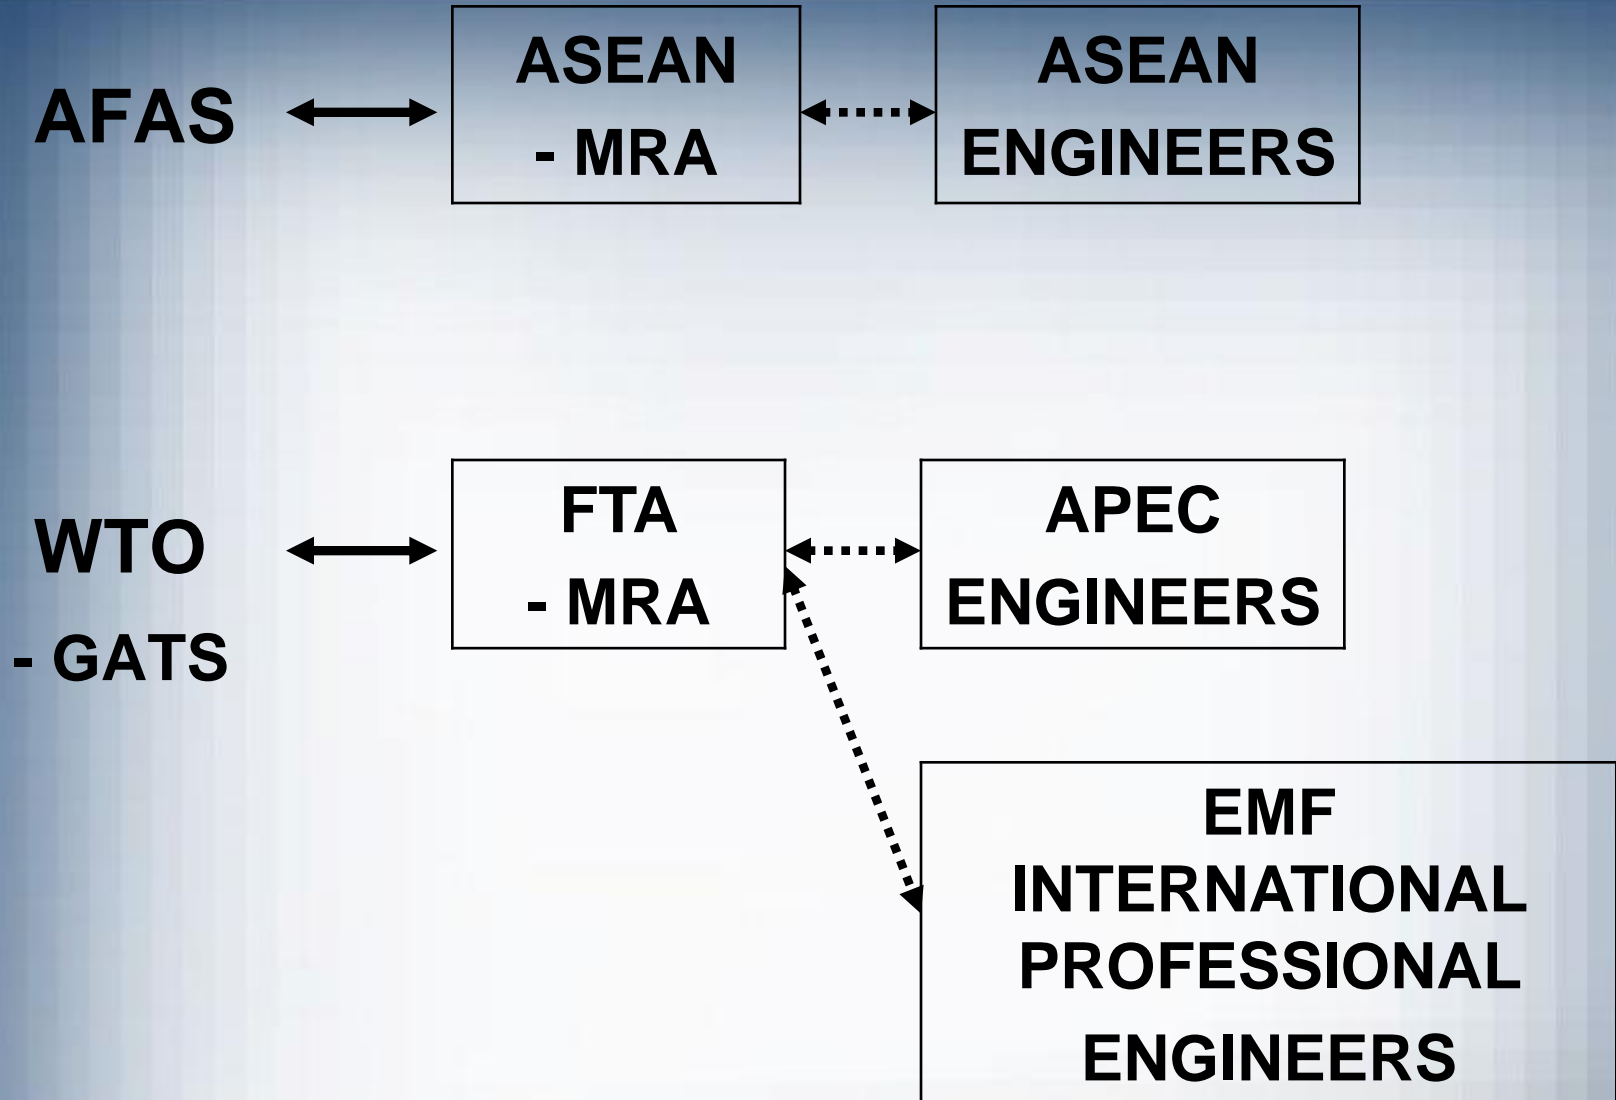 AFAS
ASEAN
- MRA
ASEAN
ENGINEERS
WTO
- GATS
FTA
- MRA
APEC
ENGINEERS
EMF
INTERNATIONAL
PROFESSIONAL
ENGINEERS